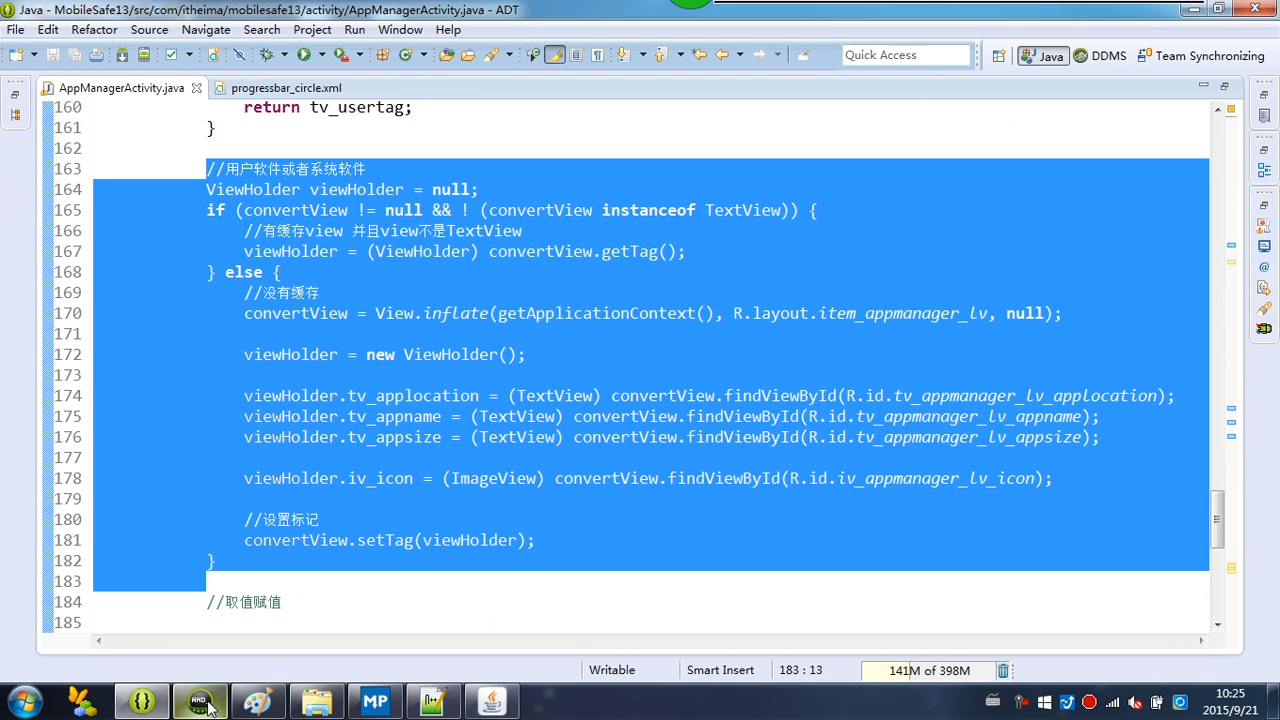 Java - MobileSafe13/src/com/itheima/mobilesafe13/activity/AppManagerActivity.java - ADT
File Edit Refactoring Source Navigate Search Project Run Window Help
Quick Access
Java
DDMS
Team Synchronizing
AppManagerActivity.java
progressbar_circle.xml
160 return tv_usertag;
161 }
162
163 //用户软件或者系统软件
164 ViewHolder viewHolder = null;
165 if (convertView != null && ! (convertView instanceof TextView)) {
166 //有缓存view 并且view不是TextView
167 viewHolder = (ViewHolder) convertView.getTag();
168 } else {
169 //没有缓存
170 convertView = View.inflate(getApplicationContext(), R.layout.item_appmanager_lv, null);
171
172 viewHolder = new ViewHolder();
173
174 viewHolder.tv_applocation = (TextView) convertView.findViewById(R.id.tv_appmanager_lv_applocation);
175 viewHolder.tv_appname = (TextView) convertView.findViewById(R.id.tv_appmanager_lv_appname);
176 viewHolder.tv_appsize = (TextView) convertView.findViewById(R.id.tv_appmanager_lv_appsize);
177
178 viewHolder.iv_icon = (ImageView) convertView.findViewById(R.id.iv_appmanager_lv_icon);
179
180 //设置标记
181 convertView.setTag(viewHolder);
182 }
183
184 //取值赋值
185
Writable
Smart Insert
183 : 13
141M of 398M
AND
MP
10:25
2015/9/21